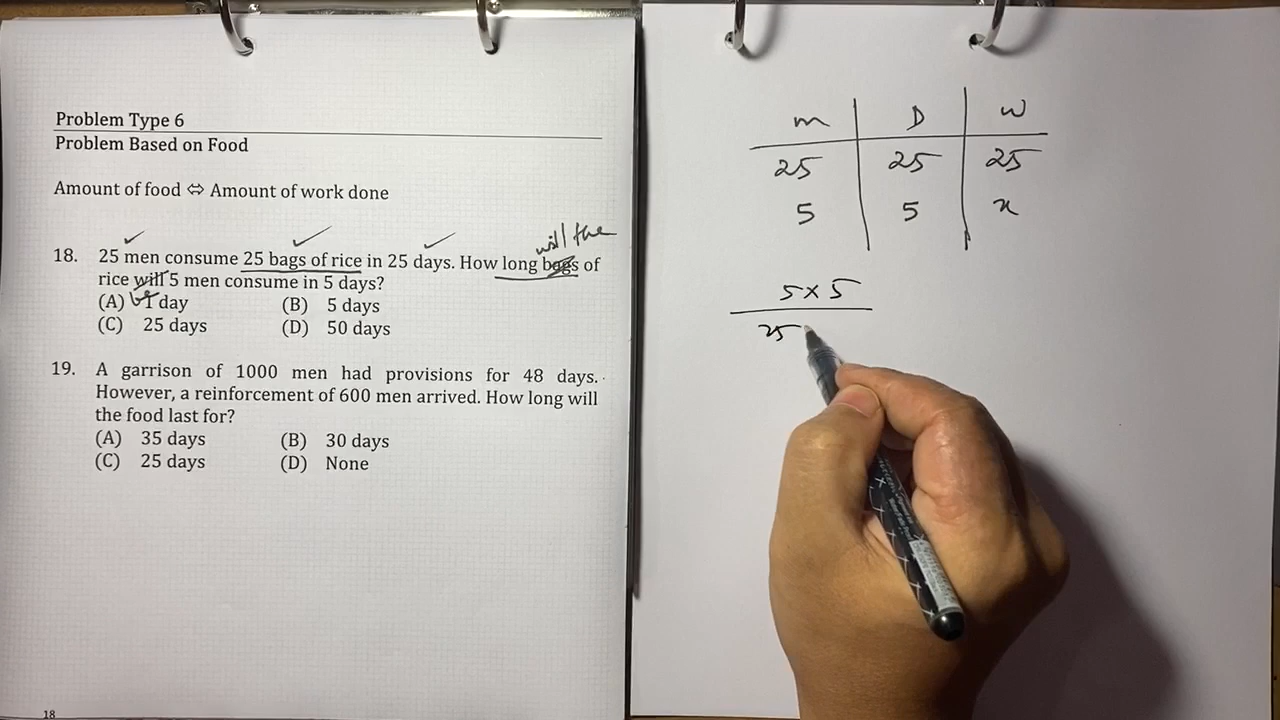 Problem Type 6
Problem Based on Food
Amount of food ⇔ Amount of work done
will the
18. 25 men consume 25 bags of rice in 25 days. How long bags of
rice will 5 men consume in 5 days?
(A) 1 day (B) 5 days
(C) 25 days (D) 50 days
19. A garrison of 1000 men had provisions for 48 days.
However, a reinforcement of 600 men arrived. How long will
the food last for?
(A) 35 days (B) 30 days
(C) 25 days (D) None
18
m D W
25 25 25
5 5 x
5 × 5
25